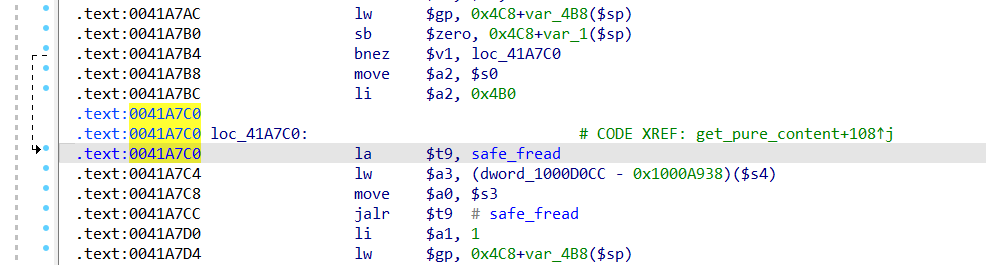 .text:0041A7AC lw $gp, 0x4C8+var_4B8($sp)
.text:0041A7B0 sb $zero, 0x4C8+var_1($sp)
.text:0041A7B4 bnez $v1, loc_41A7C0
.text:0041A7B8 move $a2, $s0
.text:0041A7BC li $a2, 0x4B0
.text:0041A7C0
.text:0041A7C0 loc_41A7C0: # CODE XREF: get_pure_content+108↑j
.text:0041A7C0 la $t9, safe_fread
.text:0041A7C4 lw $a3, (dword_1000D0CC - 0x1000A938)($s4)
.text:0041A7C8 move $a0, $s3
.text:0041A7CC jalr $t9 # safe_fread
.text:0041A7D0 li $a1, 1
.text:0041A7D4 lw $gp, 0x4C8+var_4B8($sp)